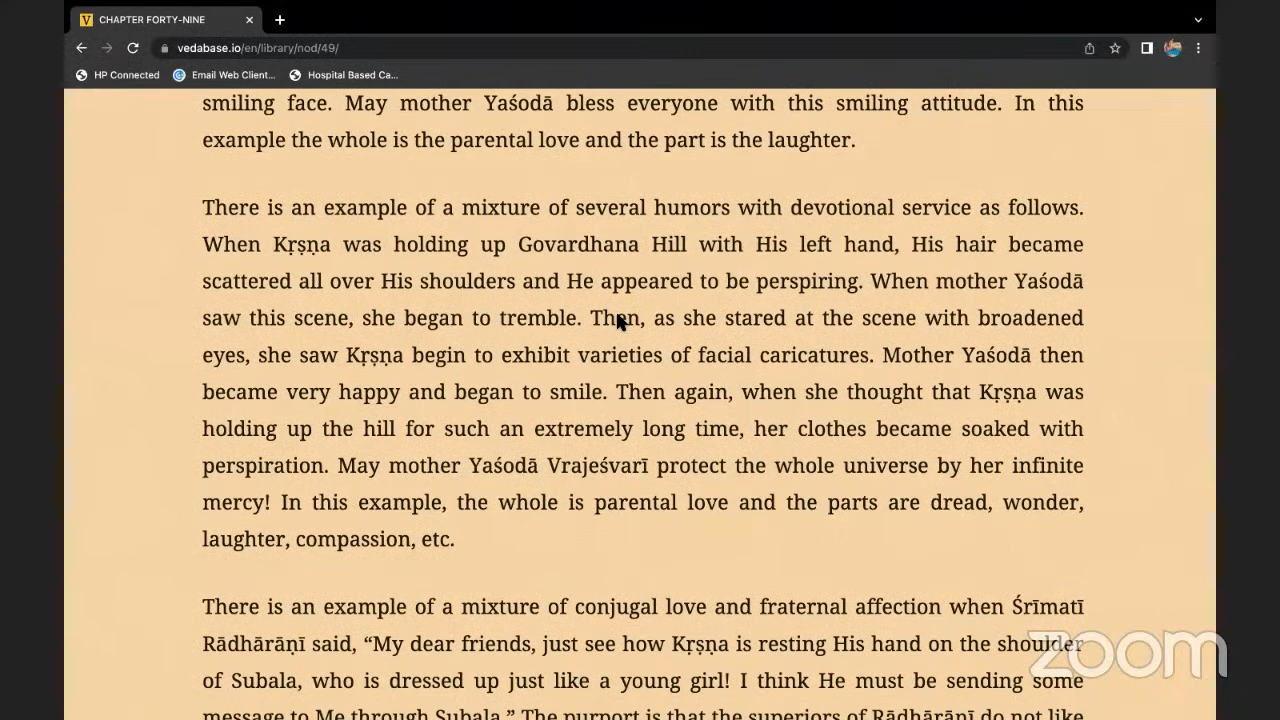 CHAPTER FORTY-NINE
vedabase.io/en/library/nod/49/
HP Connected
Email Web Client...
Hospital Based Ca...
smiling face. May mother Yaśodā bless everyone with this smiling attitude. In this
example the whole is the parental love and the part is the laughter.
There is an example of a mixture of several humors with devotional service as follows.
When Kṛṣṇa was holding up Govardhana Hill with His left hand, His hair became
scattered all over His shoulders and He appeared to be perspiring. When mother Yaśodā
saw this scene, she began to tremble. Then, as she stared at the scene with broadened
eyes, she saw Kṛṣṇa begin to exhibit varieties of facial caricatures. Mother Yaśodā then
became very happy and began to smile. Then again, when she thought that Kṛṣṇa was
holding up the hill for such an extremely long time, her clothes became soaked with
perspiration. May mother Yaśodā Vrajeśvarī protect the whole universe by her infinite
mercy! In this example, the whole is parental love and the parts are dread, wonder,
laughter, compassion, etc.
There is an example of a mixture of conjugal love and fraternal affection when Śrīmatī
Rādhārāṇī said, “My dear friends, just see how Kṛṣṇa is resting His hand on the shoulder
of Subala, who is dressed up just like a young girl! I think He must be sending some
message to Me through Subala.” The purport is that the superiors of Rādhārāṇī do not like
zoom